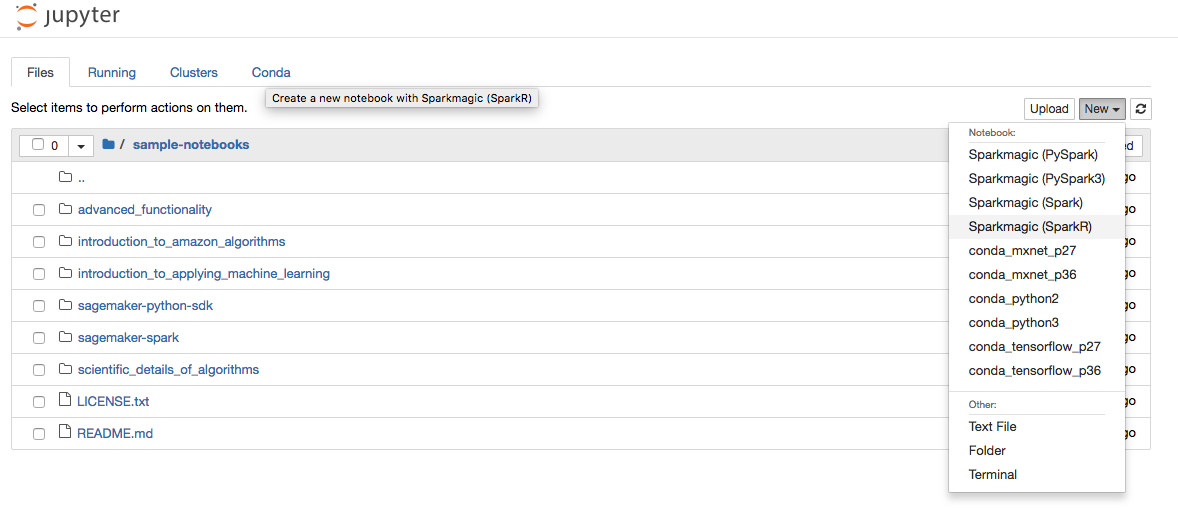 jupyter
Files Running Clusters Conda
Create a new notebook with Sparkmagic (SparkR)
Select items to perform actions on them.
Upload New
0 / sample-notebooks
..
advanced_functionality
introduction_to_amazon_algorithms
introduction_to_applying_machine_learning
sagemaker-python-sdk
sagemaker-spark
scientific_details_of_algorithms
LICENSE.txt
README.md
Notebook:
Sparkmagic (PySpark)
Sparkmagic (PySpark3)
Sparkmagic (Spark)
Sparkmagic (SparkR)
conda_mxnet_p27
conda_mxnet_p36
conda_python2
conda_python3
conda_tensorflow_p27
conda_tensorflow_p36
Other:
Text File
Folder
Terminal